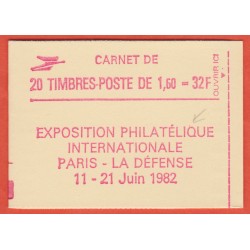 CARNET DE
20 TIMBRES-POSTE DE 1,60 = 32F
OUVRIR ICI
EXPOSITION PHILATÉLIQUE
INTERNATIONALE
PARIS - LA DÉFENSE
11 - 21 Juin 1982